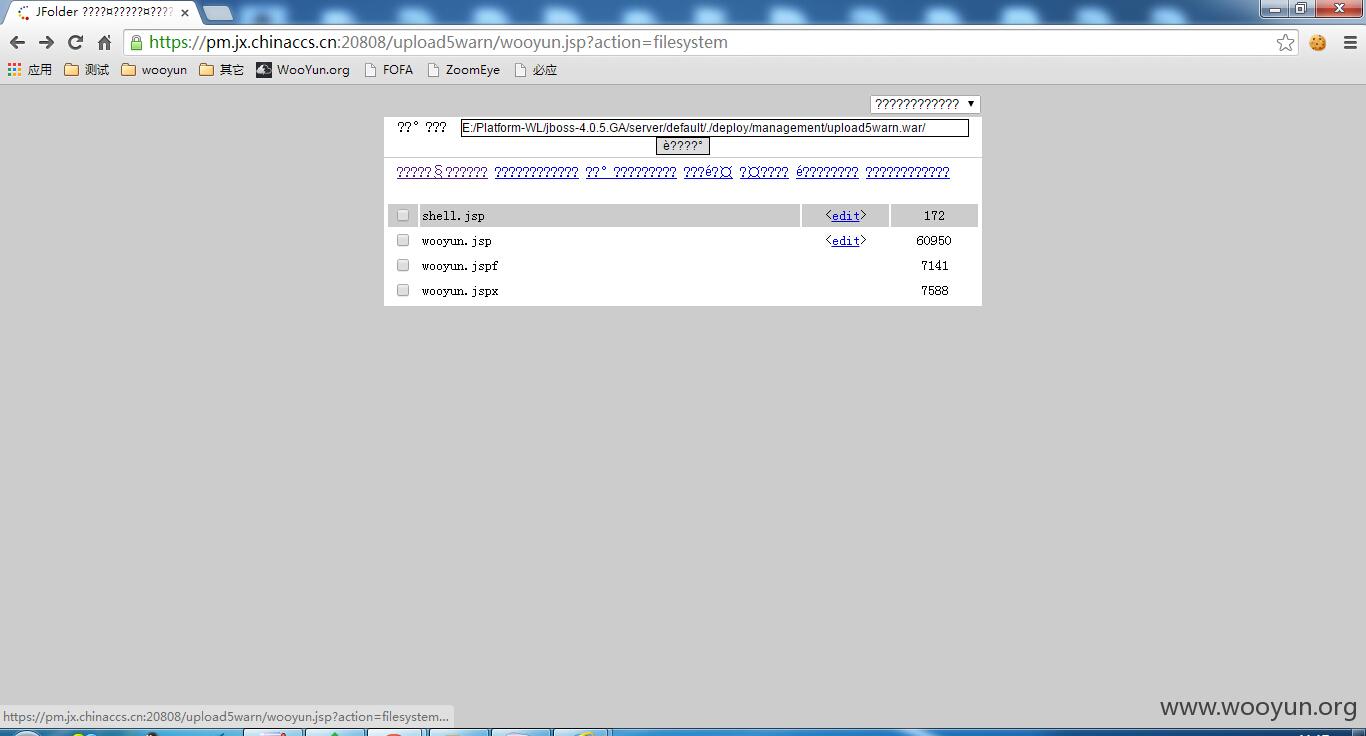 JFolder ????¤?????¤????
https://pm.jx.chinaccs.cn:20808/upload5warn/wooyun.jsp?action=filesystem
应用 测试 wooyun 其它 WooYun.org FOFA ZoomEye 必应
????????????
??° ??? E:/Platform-WL/jboss-4.0.5.GA/server/default/./deploy/management/upload5warn.war/
è????°
?????§?????? ???????????? ??° ????????? ???é?¤ ?¤???? é???????? ????????????
shell.jsp <edit> 172
wooyun.jsp <edit> 60950
wooyun.jspf 7141
wooyun.jspx 7588
www.wooyun.org
https://pm.jx.chinaccs.cn:20808/upload5warn/wooyun.jsp?action=filesystem...